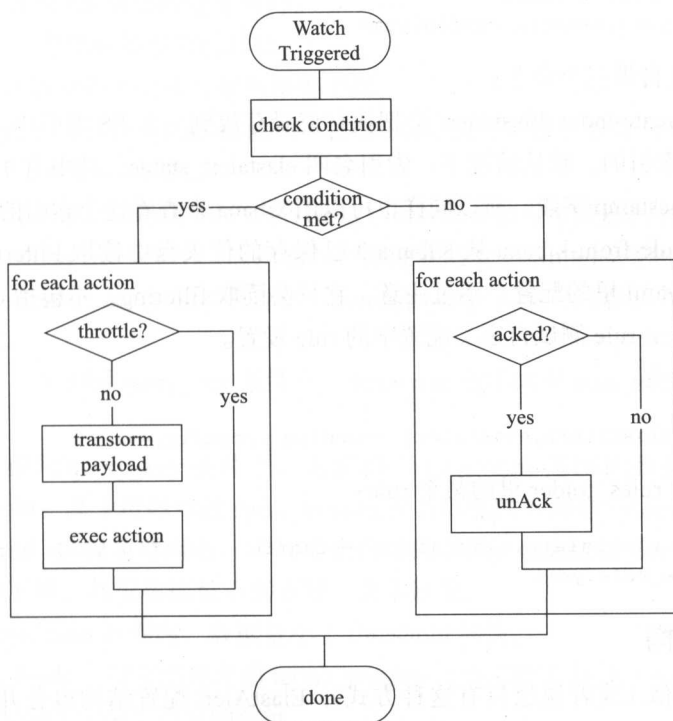 Watch
Triggered
check condition
yes
condition
met?
no
for each action
throttle?
no
yes
transtorm
payload
exec action
for each action
acked?
yes
no
unAck
done